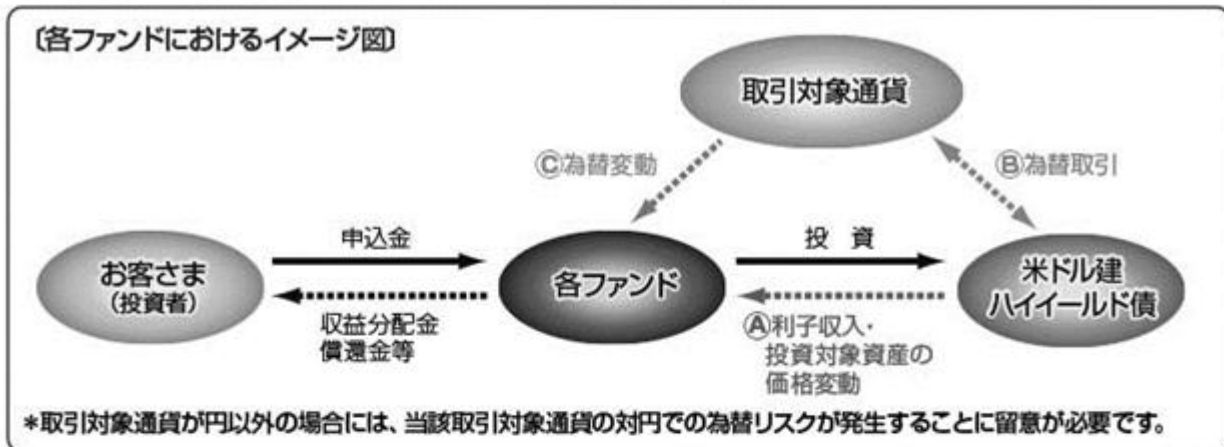 〔各ファンドにおけるイメージ図〕
取引対象通貨
Ⓒ為替変動
Ⓑ為替取引
申込金
投 資
お客さま
(投資者)
各ファンド
米ドル建
ハイイールド債
収益分配金
償還金等
Ⓐ利子収入・
投資対象資産の
価格変動
*取引対象通貨が円以外の場合には、当該取引対象通貨の対円での為替リスクが発生することに留意が必要です。